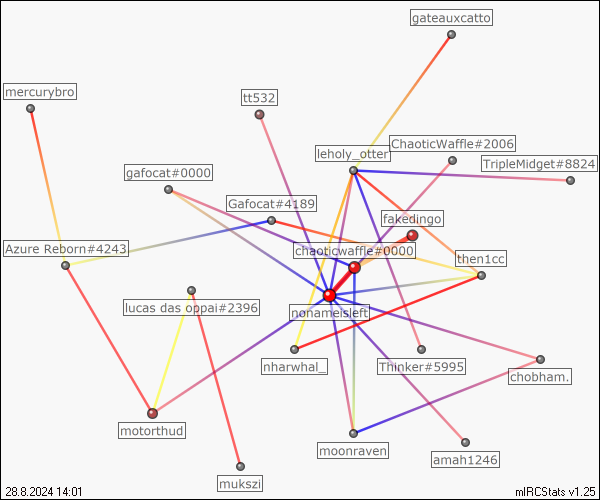 gateauxcatto
mercurybro
tt532
ChaoticWaffle#2006
leholy_otter
TripleMidget#8824
gafocat#0000
Gafocat#4189
fakedingo
Azure Reborn#4243
chaoticwaffle#0000
then1cc
lucas das oppai#2396
nonameisleft
nharwhal_
Thinker#5995
chobham.
motorthud
moonraven
amah1246
mukszi
28.8.2024 14:01
mIRCStats v1.25